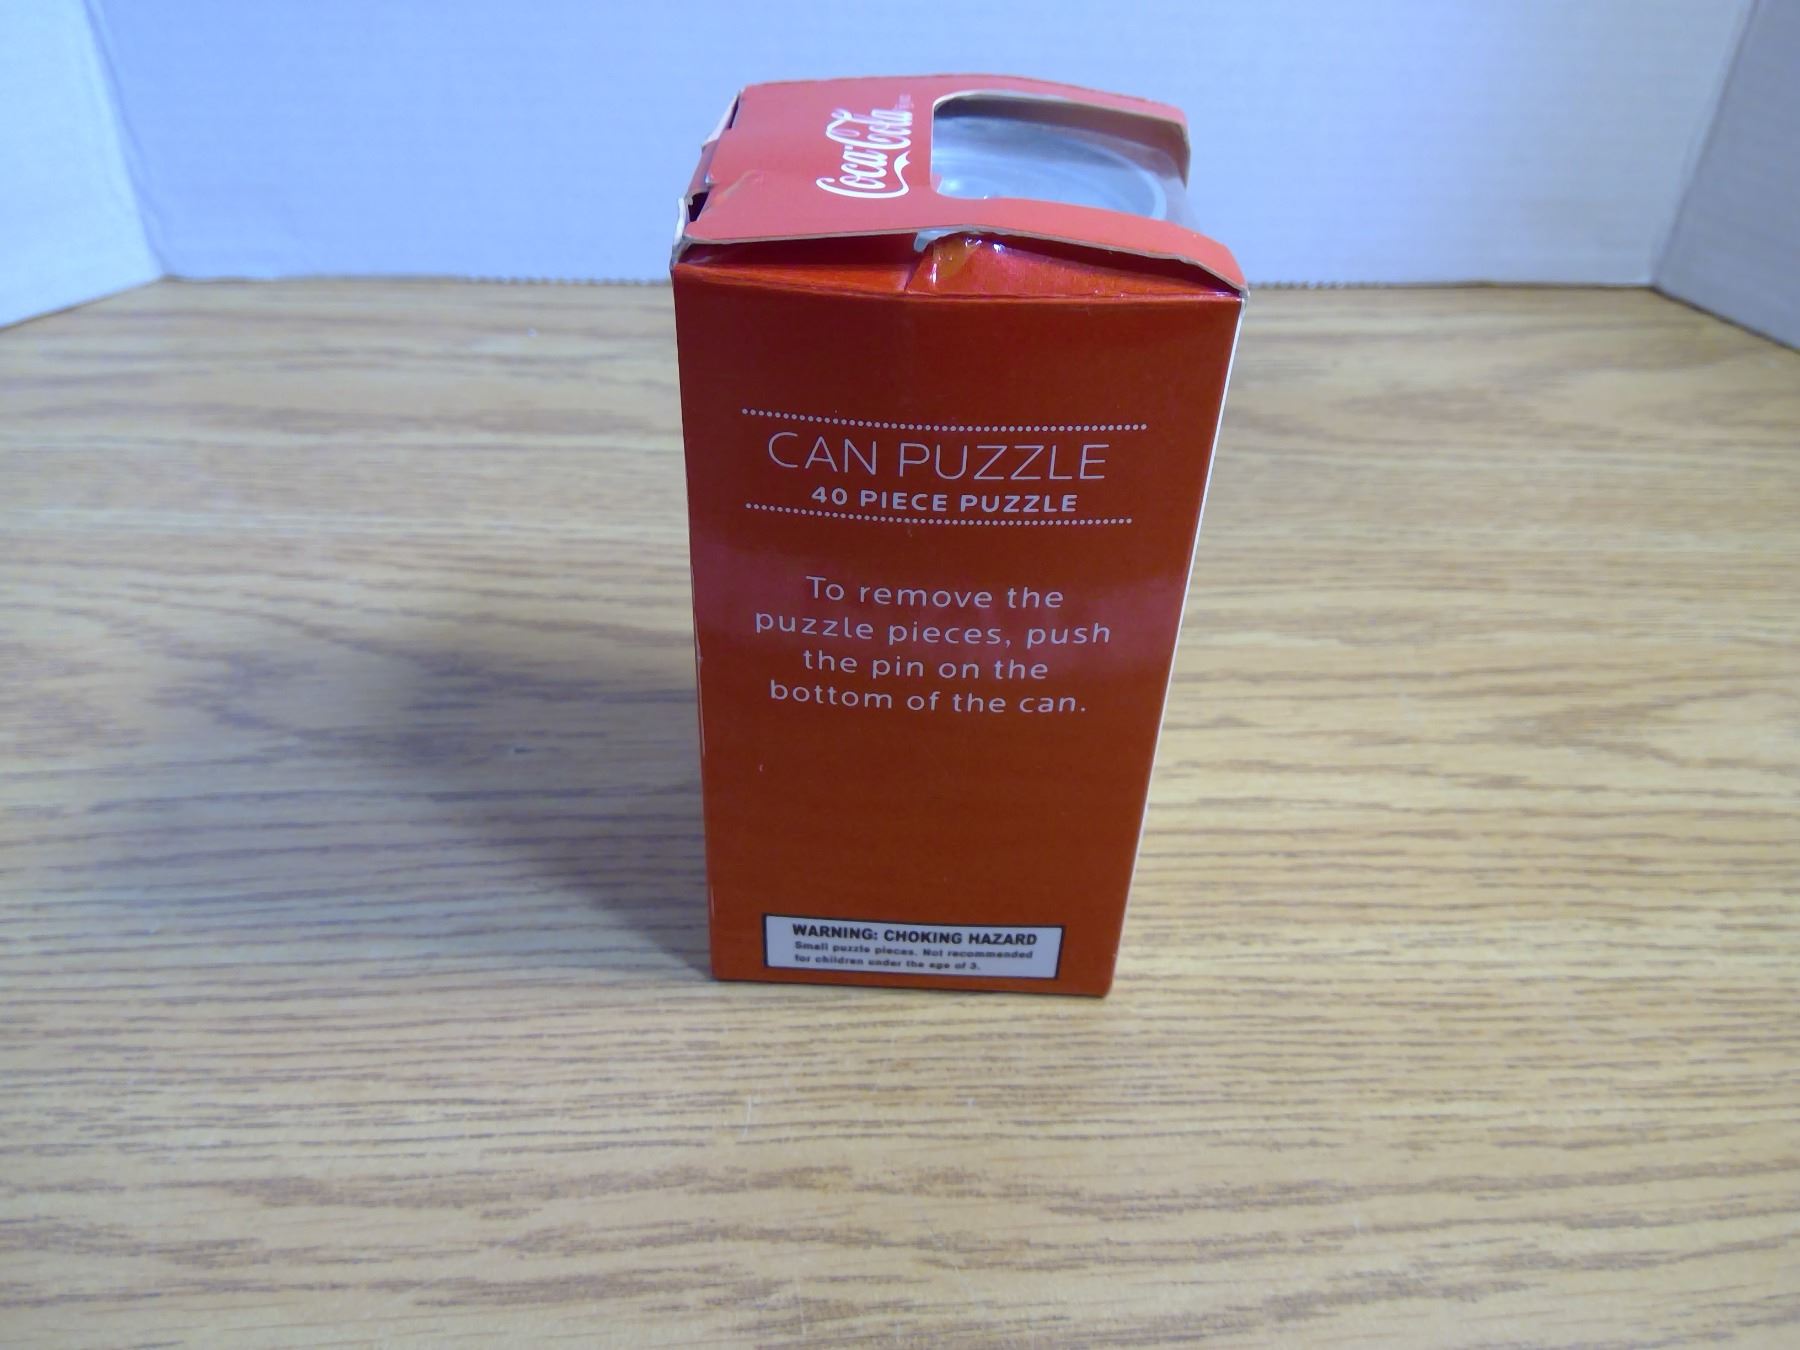 Coca-Cola
CAN PUZZLE
40 PIECE PUZZLE
To remove the
puzzle pieces, push
the pin on the
bottom of the can.
WARNING: CHOKING HAZARD
Small puzzle pieces. Not recommended
for children under the age of 3.